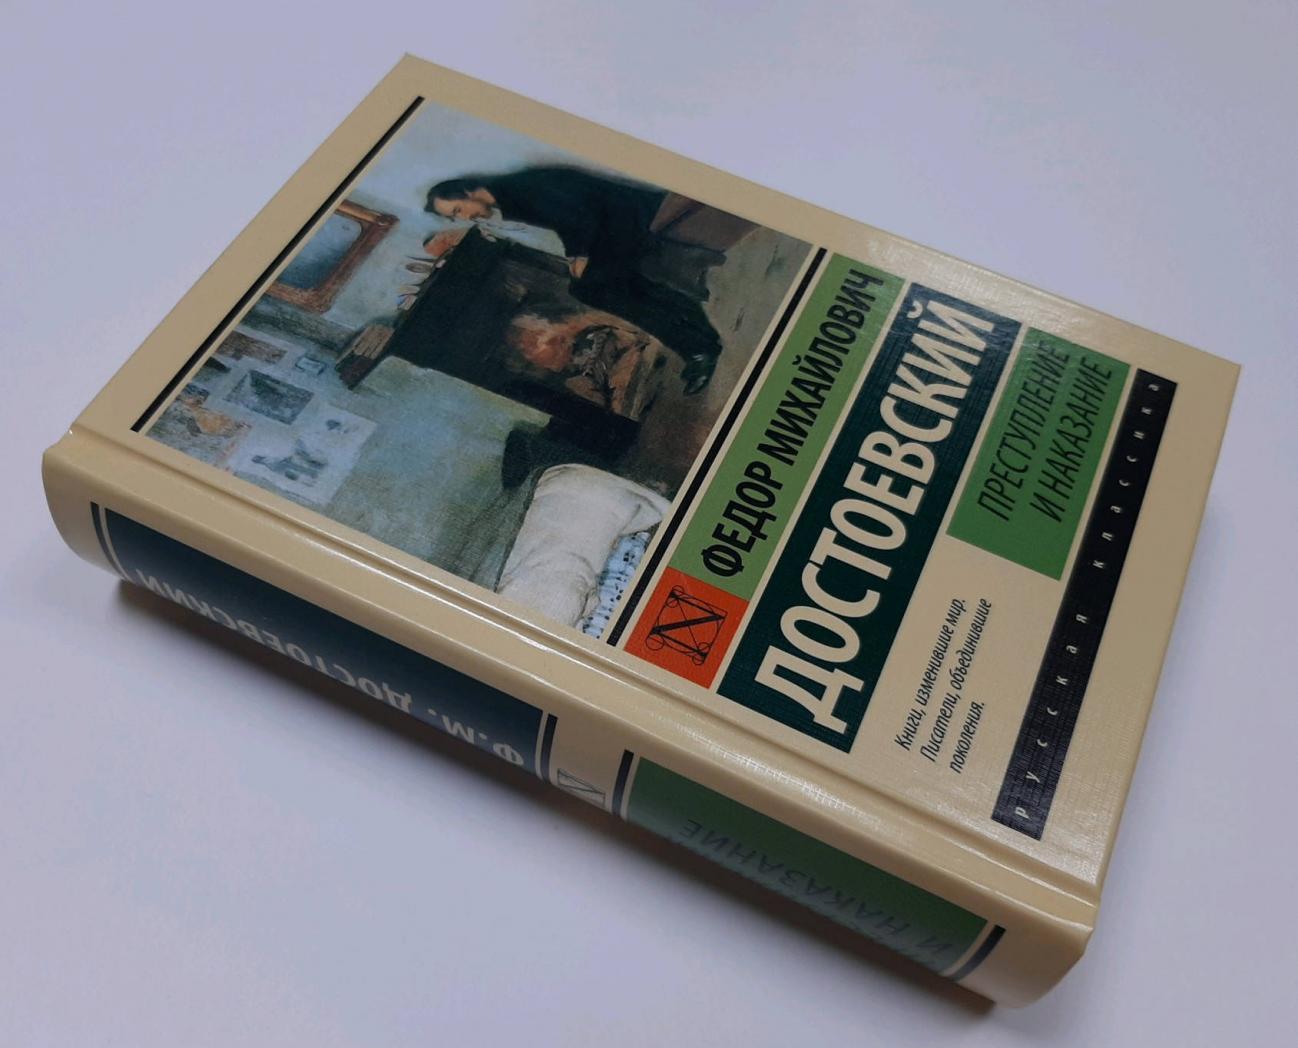 ФЕДОР МИХАЙЛОВИЧ
ДОСТОЕВСКИЙ
ПРЕСТУПЛЕНИЕ
И НАКАЗАНИЕ
Книги, изменившие мир.
Писатели, объединившие
поколения.
русская классика
Ф. М. ДОСТОЕВСКИЙ
И НАКАЗАНИЕ